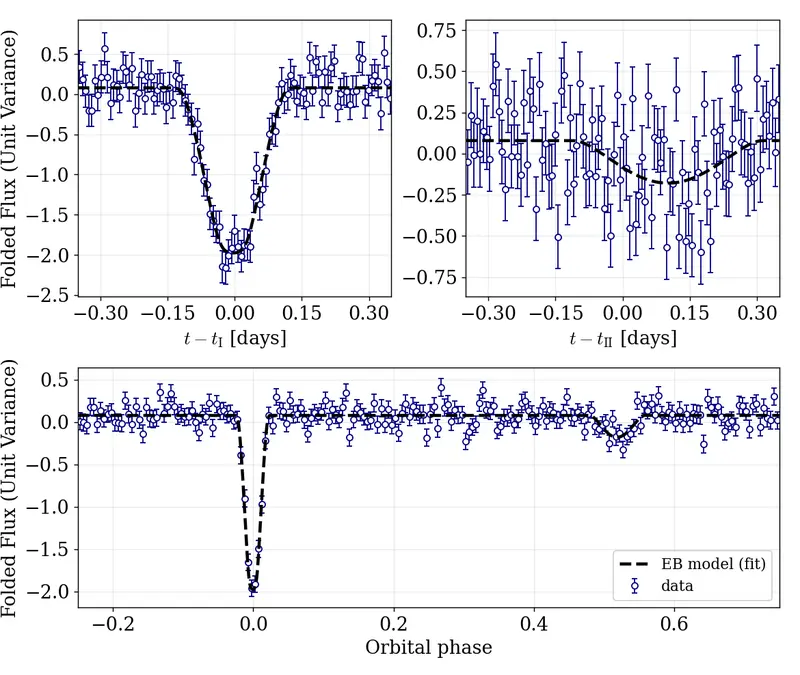 Folded Flux (Unit Variance)
0.5
0.0
−0.5
−1.0
−1.5
−2.0
−2.5
−0.30 −0.15 0.00 0.15 0.30
t − tI [days]
0.75
0.50
0.25
0.00
−0.25
−0.50
−0.75
−0.30 −0.15 0.00 0.15 0.30
t − tII [days]
Folded Flux (Unit Variance)
0.5
0.0
−0.5
−1.0
−1.5
−2.0
EB model (fit)
data
−0.2 0.0 0.2 0.4 0.6
Orbital phase